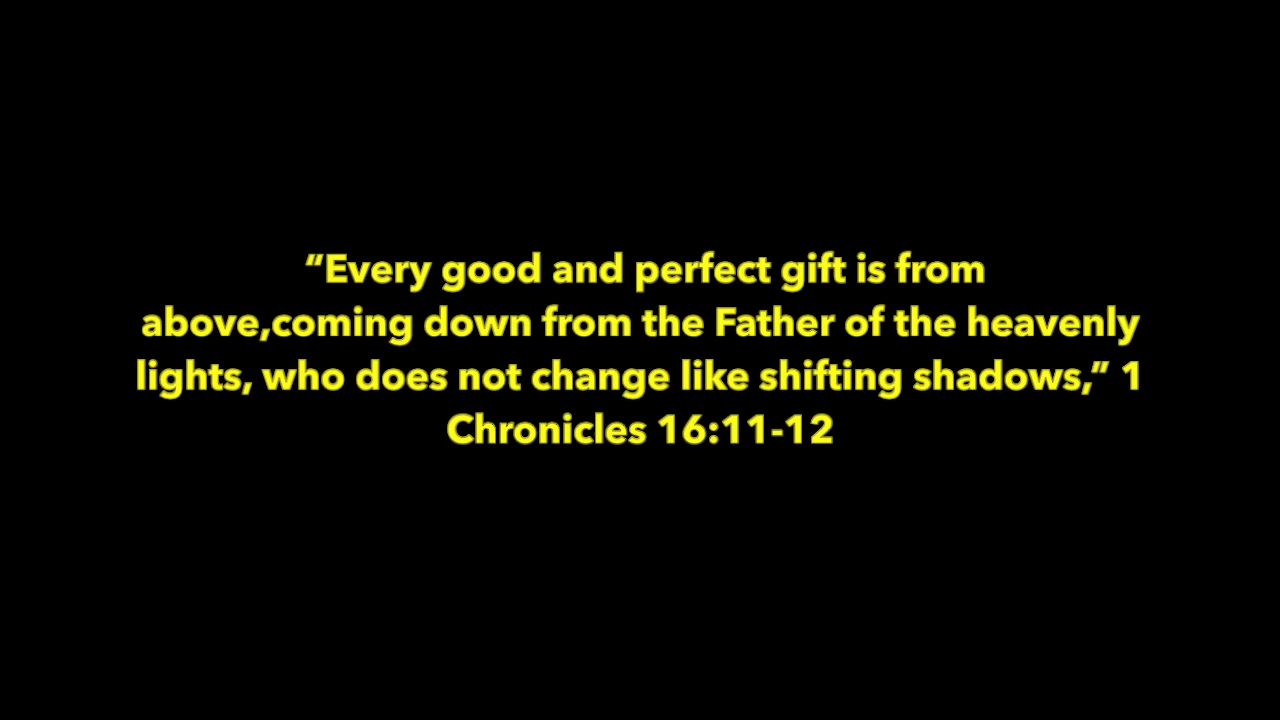 “Every good and perfect gift is from
above,coming down from the Father of the heavenly
lights, who does not change like shifting shadows,” 1
Chronicles 16:11-12